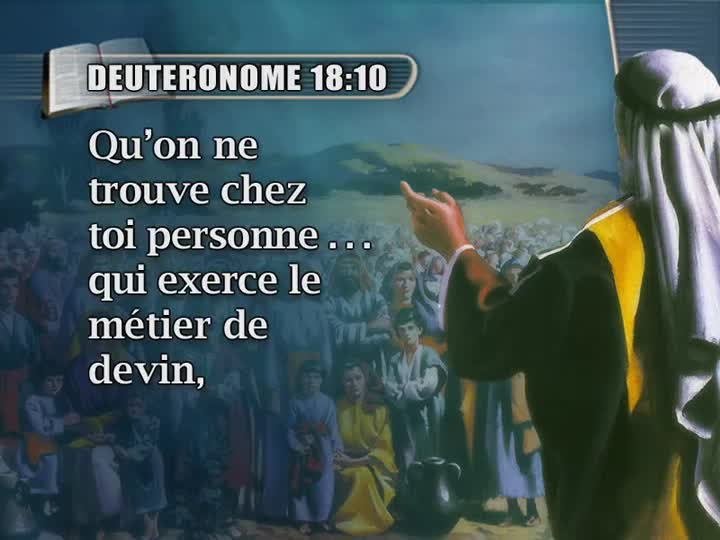 DEUTERONOME 18:10
Qu’on ne
trouve chez
toi personne . . .
qui exerce le
métier de
devin,